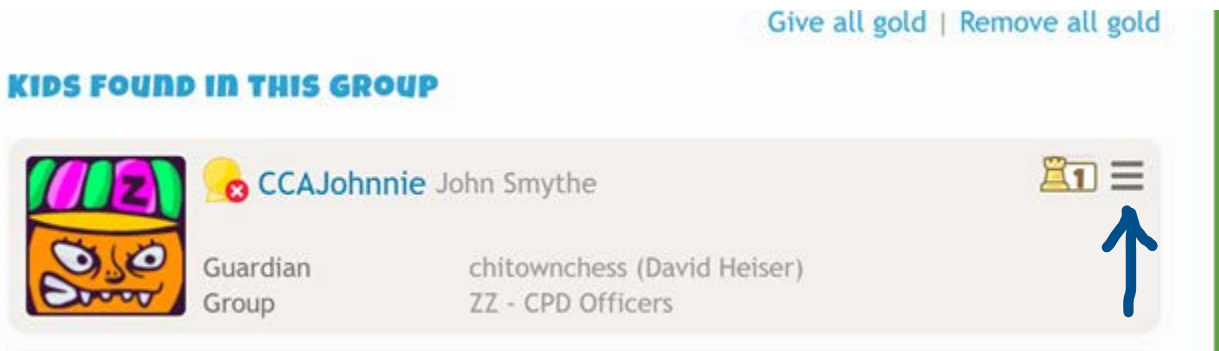 Give all gold | Remove all gold
KIDS FOUND IN THIS GROUP
Z
CCAJohnnie John Smythe
1
Guardian chitownchess (David Heiser)
Group ZZ - CPD Officers